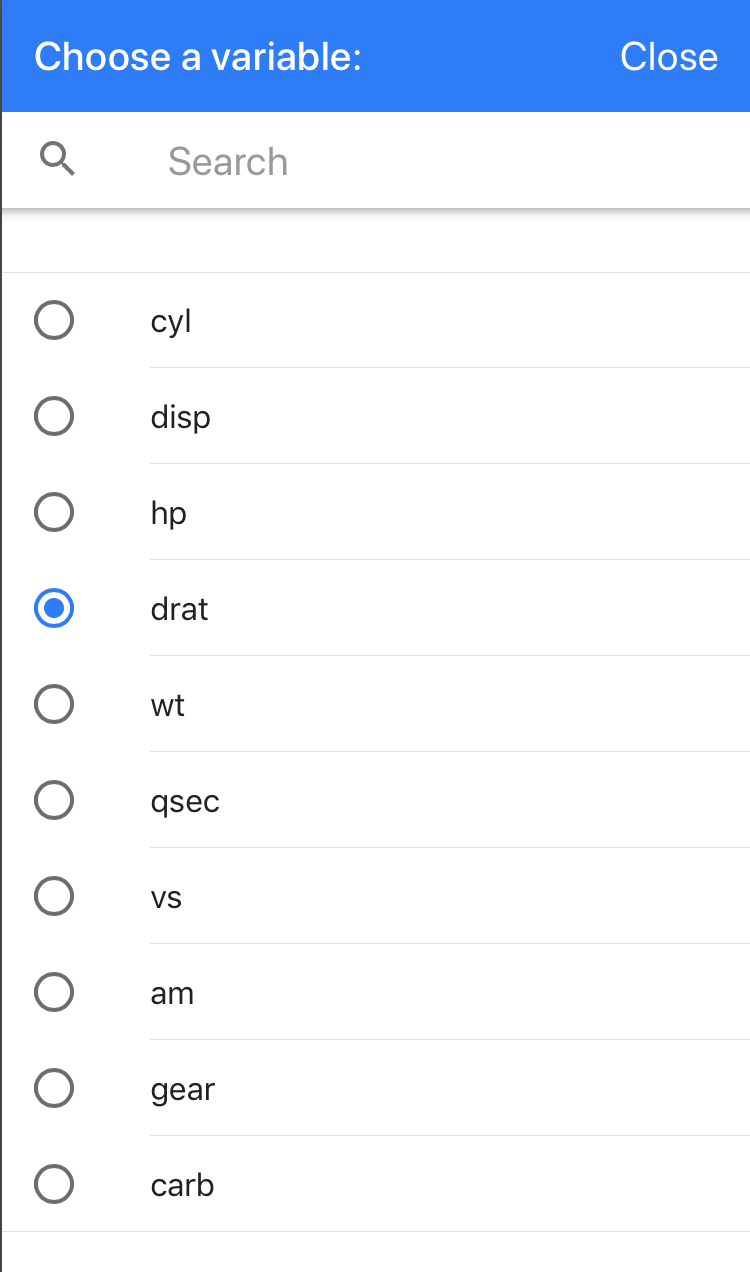 Choose a variable: Close
Search
cyl
disp
hp
drat
wt
qsec
vs
am
gear
carb